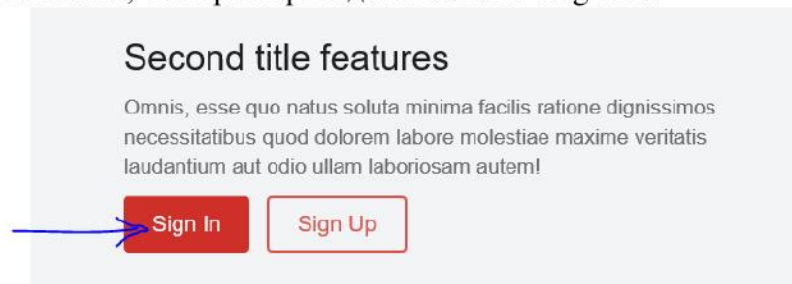 Second title features
Omnis, esse quo natus soluta minima facilis ratione dignissimos
necessitatibus quod dolorem labore molestiae maxime veritatis
laudantium aut odio ullam laboriosam autem!
Sign In
Sign Up